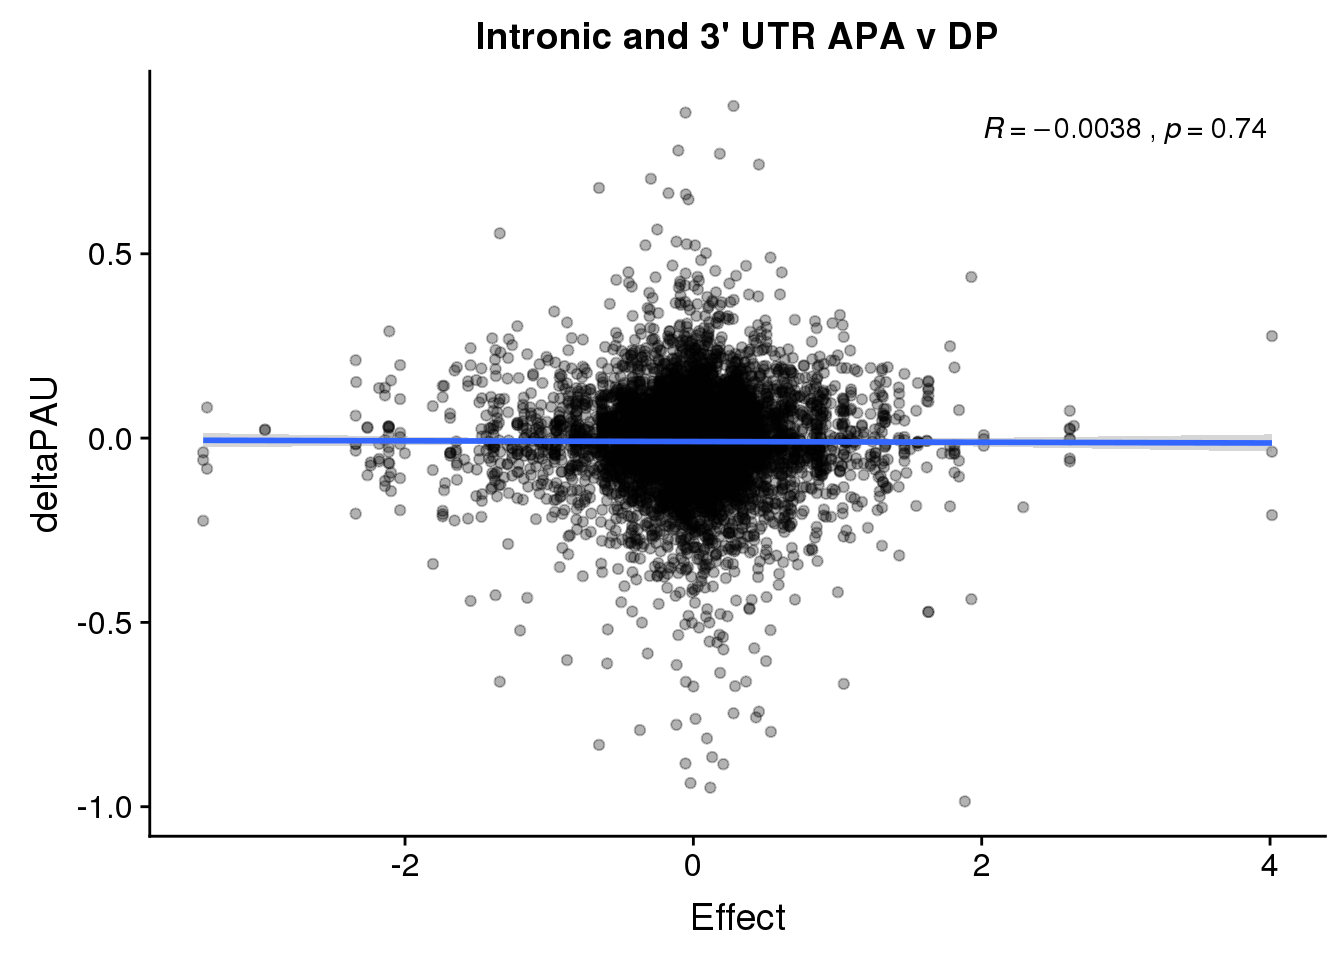 Intronic and 3' UTR APA v DP
R = −0.0038 , p = 0.74
deltaPAU
0.5
0.0
-0.5
-1.0
-2
0
2
4
Effect